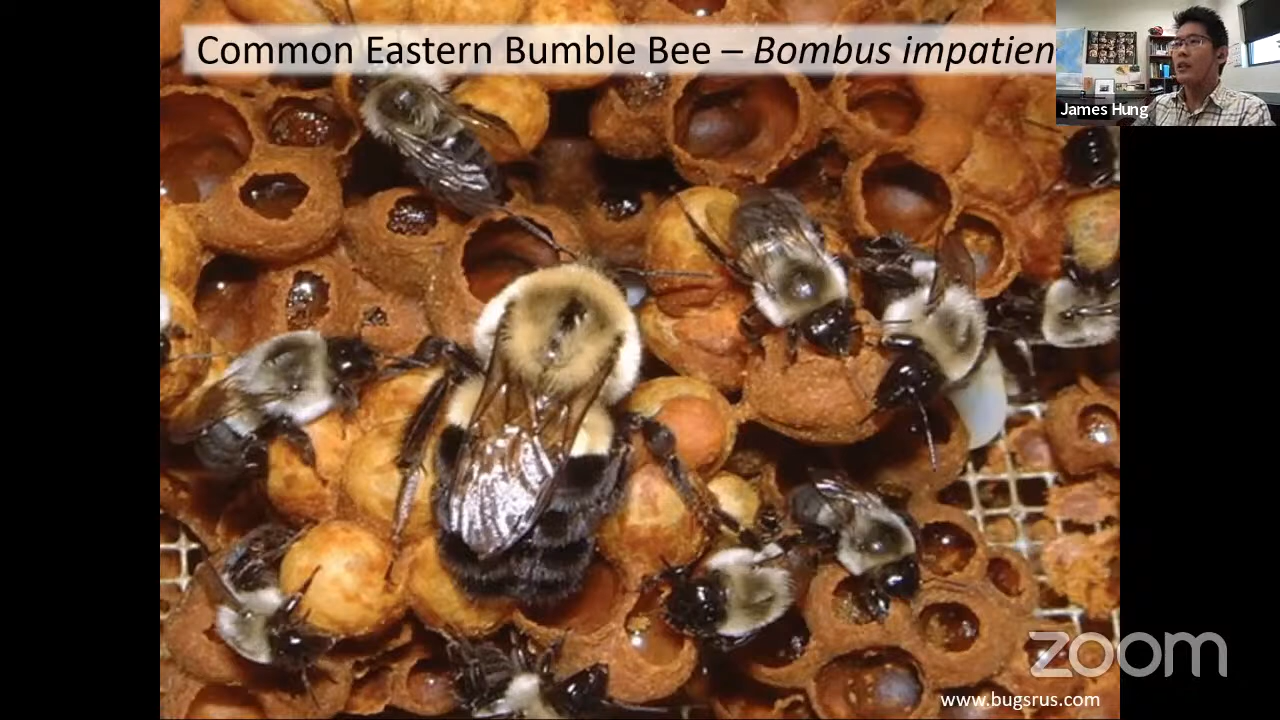 Common Eastern Bumble Bee – Bombus impatien
James Hung
zoom
www.bugsrus.com